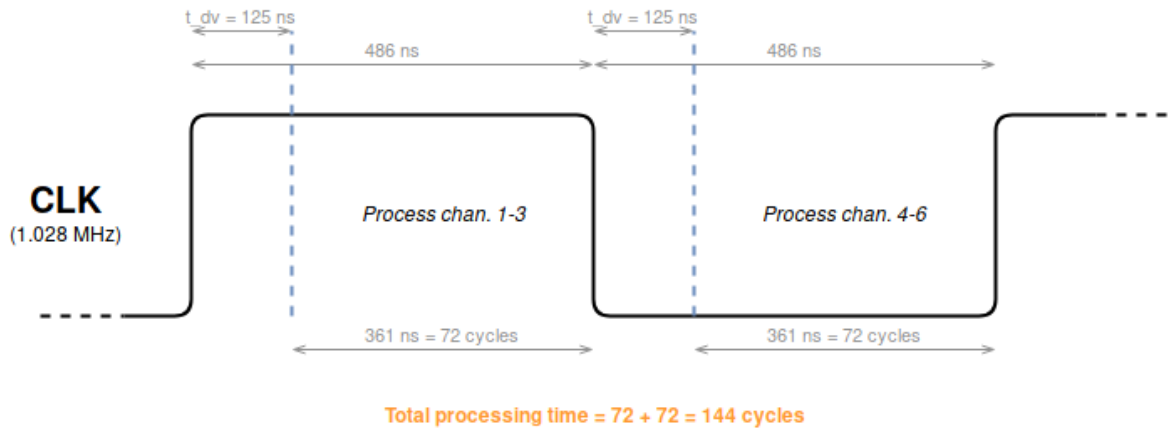 t_dv = 125 ns
t_dv = 125 ns
486 ns
486 ns
CLK
(1.028 MHz)
Process chan. 1-3
Process chan. 4-6
361 ns = 72 cycles
361 ns = 72 cycles
Total processing time = 72 + 72 = 144 cycles